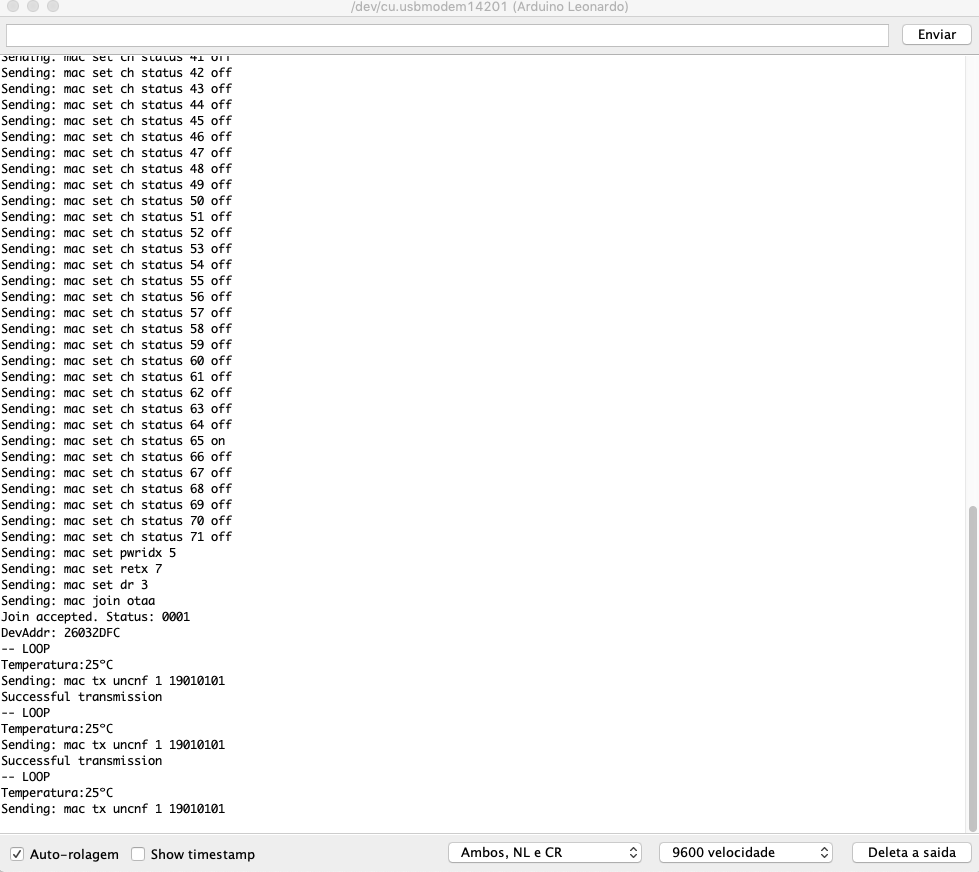 /dev/cu.usbmodem14201 (Arduino Leonardo)
Enviar
Sending: mac set ch status 41 off
Sending: mac set ch status 42 off
Sending: mac set ch status 43 off
Sending: mac set ch status 44 off
Sending: mac set ch status 45 off
Sending: mac set ch status 46 off
Sending: mac set ch status 47 off
Sending: mac set ch status 48 off
Sending: mac set ch status 49 off
Sending: mac set ch status 50 off
Sending: mac set ch status 51 off
Sending: mac set ch status 52 off
Sending: mac set ch status 53 off
Sending: mac set ch status 54 off
Sending: mac set ch status 55 off
Sending: mac set ch status 56 off
Sending: mac set ch status 57 off
Sending: mac set ch status 58 off
Sending: mac set ch status 59 off
Sending: mac set ch status 60 off
Sending: mac set ch status 61 off
Sending: mac set ch status 62 off
Sending: mac set ch status 63 off
Sending: mac set ch status 64 off
Sending: mac set ch status 65 on
Sending: mac set ch status 66 off
Sending: mac set ch status 67 off
Sending: mac set ch status 68 off
Sending: mac set ch status 69 off
Sending: mac set ch status 70 off
Sending: mac set ch status 71 off
Sending: mac set pwridx 5
Sending: mac set retx 7
Sending: mac set dr 3
Sending: mac join otaa
Join accepted. Status: 0001
DevAddr: 26032DFC
-- LOOP
Temperatura:25°C
Sending: mac tx uncnf 1 19010101
Successful transmission
-- LOOP
Temperatura:25°C
Sending: mac tx uncnf 1 19010101
Successful transmission
-- LOOP
Temperatura:25°C
Sending: mac tx uncnf 1 19010101
Auto-rolagem Show timestamp Ambos, NL e CR 9600 velocidade Deleta a saida